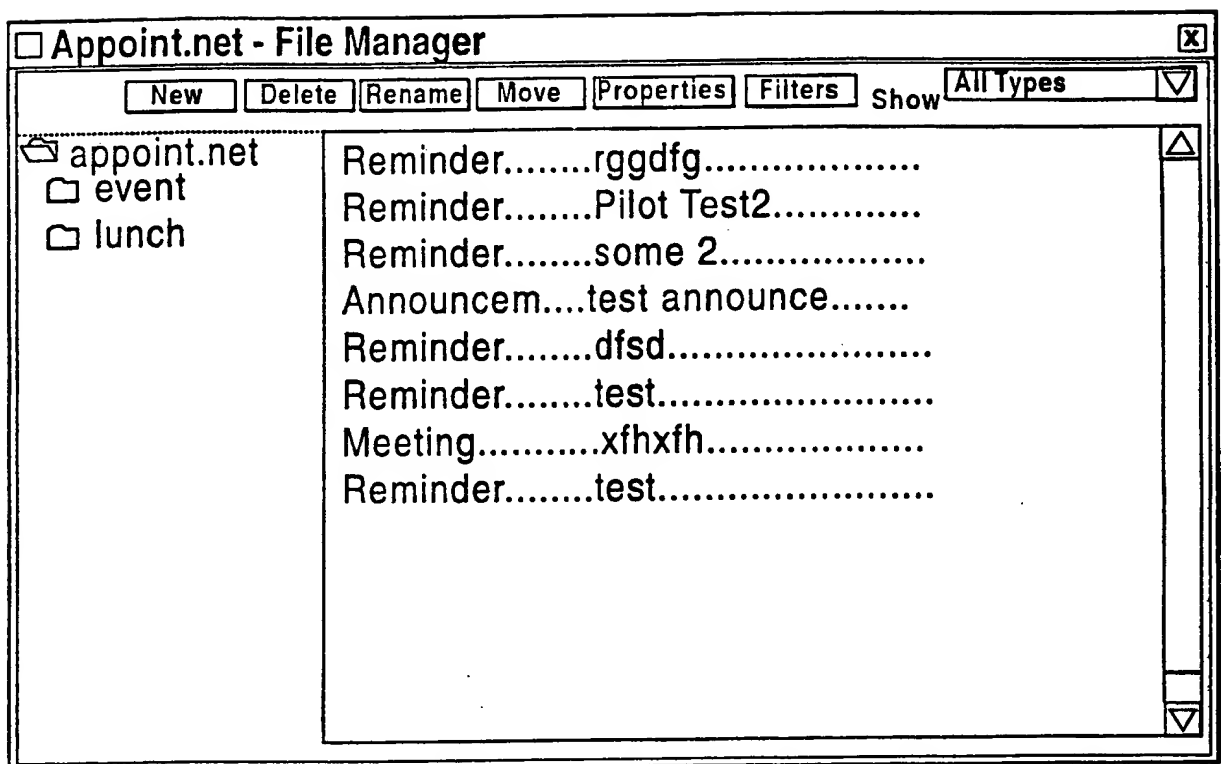 Appoint.net - File Manager
New Delete Rename Move Properties Filters Show All Types
appoint.net
event
lunch
Reminder........rggdfg...................
Reminder........Pilot Test2.............
Reminder........some 2..................
Announcem....test announce.......
Reminder........dfsd.......................
Reminder........test........................
Meeting...........xfhxfh...................
Reminder........test........................